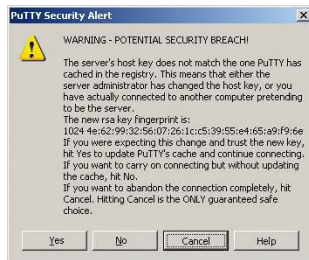 PuTTY Security Alert
WARNING - POTENTIAL SECURITY BREACH!
The server's host key does not match the one PuTTY has
cached in the registry. This means that either the
server administrator has changed the host key, or you
have actually connected to another computer pretending
to be the server.
The new rsa key fingerprint is:
1024 4e:62:99:32:56:07:26:1c:c5:39:55:e4:65:a9:f9:6e
If you were expecting this change and trust the new key,
hit Yes to update PuTTY's cache and continue connecting.
If you want to carry on connecting but without updating
the cache, hit No.
If you want to abandon the connection completely, hit
Cancel. Hitting Cancel is the ONLY guaranteed safe
choice.
Yes No Cancel Help